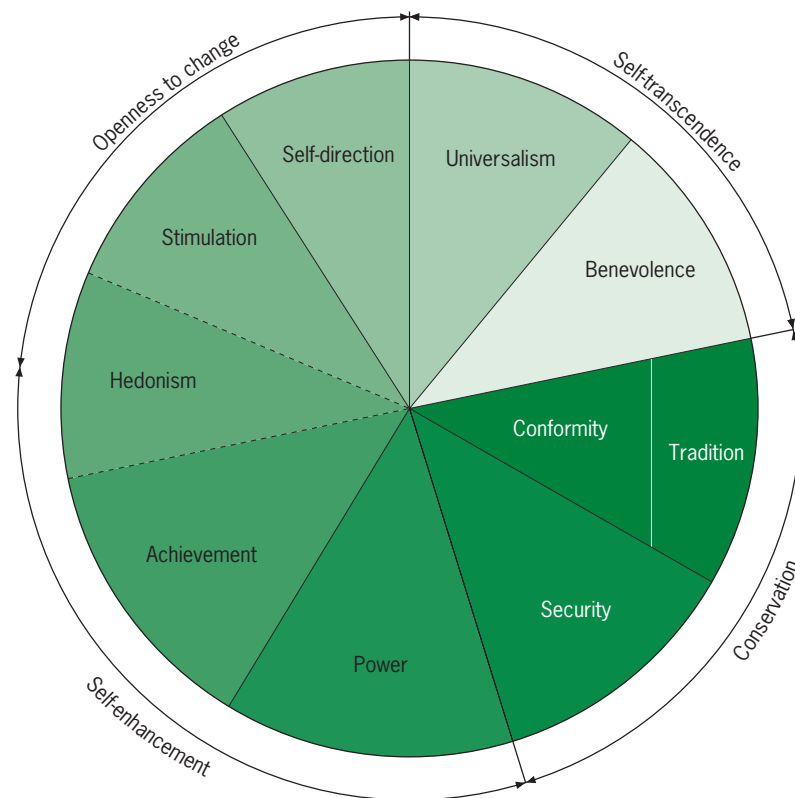 Openness to change
Self-transcendence
Self-direction
Universalism
Stimulation
Benevolence
Hedonism
Conformity
Tradition
Achievement
Security
Power
Conservation
Self-enhancement